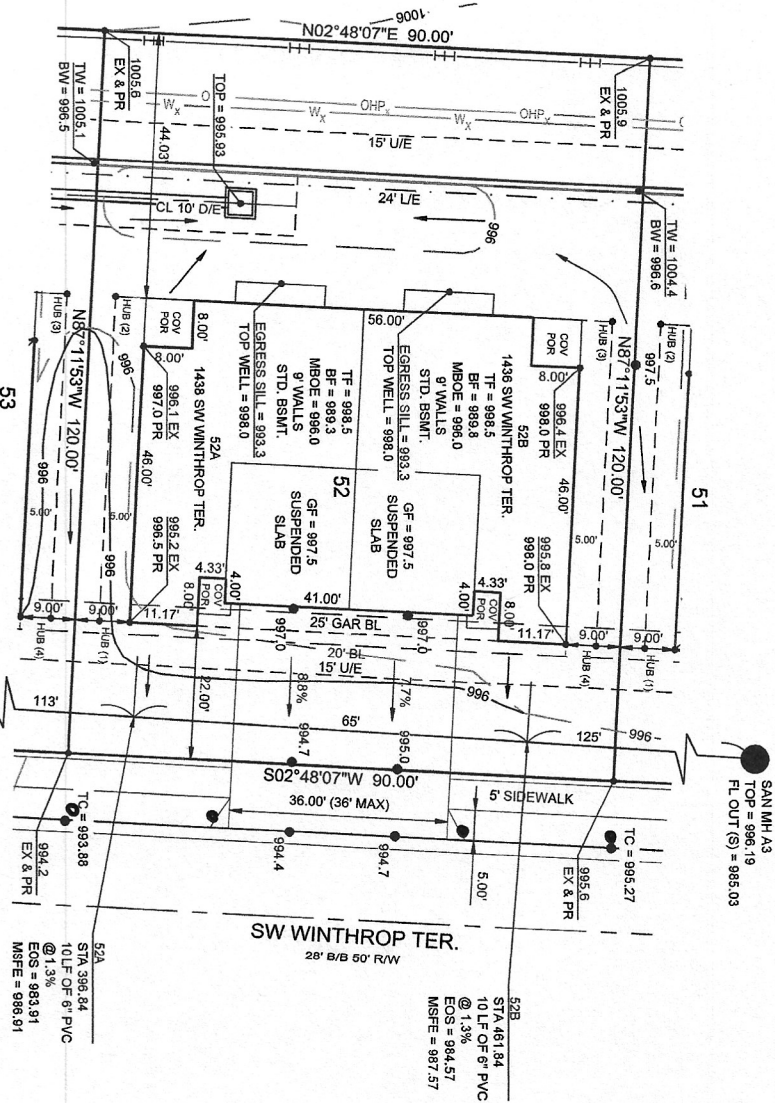 1006
1006
N02°48'07"E 90.00'
1005.6
EX & PR
1005.9
EX & PR
TW = 1005.1
BW = 996.5
TW = 1004.4
BW = 996.6
TOP = 995.93
O
Wx
OHPx
Wx
Wx
OHPx
Wx
15' U/E
44.03'
24' L/E
CL 10' D/E
996
HUB (3)
HUB (2)
HUB (3)
HUB (2)
N87°11'53"W 120.00'
N87°11'53"W 120.00'
997.5
51
53
COV
POR
8.00'
8.00'
COV
POR
8.00'
56.00'
EGRESS SILL = 993.3
TOP WELL = 998.0
EGRESS SILL = 993.3
TOP WELL = 998.0
52A
1438 SW WINTHROP TER.
TF = 998.5
BF = 989.3
MBOE = 996.0
9' WALLS
STD. BSMT.
52B
1436 SW WINTHROP TER.
TF = 998.5
BF = 989.8
MBOE = 996.0
9' WALLS
STD. BSMT.
996.1 EX
997.0 PR
996.4 EX
998.0 PR
46.00'
46.00'
995.2 EX
996.5 PR
995.8 EX
998.0 PR
52
GF = 997.5
SUSPENDED
SLAB
GF = 997.5
SUSPENDED
SLAB
996
996
996
5.00'
5.00'
5.00'
5.00'
4.33'
8.00'
COV
POR
4.00'
41.00'
4.00'
4.33'
COV
POR
8.00'
9.00'
9.00'
11.17'
11.17'
9.00'
9.00'
HUB (4)
HUB (1)
HUB (4)
HUB (1)
25' GAR BL
20' BL
15' U/E
997.0
997.0
22.00'
8.8%
7.7%
996
996
113'
65'
125'
994.7
995.0
S02°48'07"W 90.00'
36.00' (36' MAX)
5' SIDEWALK
5.00'
994.4
994.7
TC = 993.88
TC = 995.27
994.2
EX & PR
995.6
EX & PR
SAN MH A3
TOP = 996.19
FL OUT (S) = 985.03
SW WINTHROP TER.
28' B/B 50' R/W
52A
STA 396.84
10 LF OF 6" PVC
@ 1.3%
EOS = 983.91
MSFE = 986.91
52B
STA 461.84
10 LF OF 6" PVC
@ 1.3%
EOS = 984.57
MSFE = 987.57